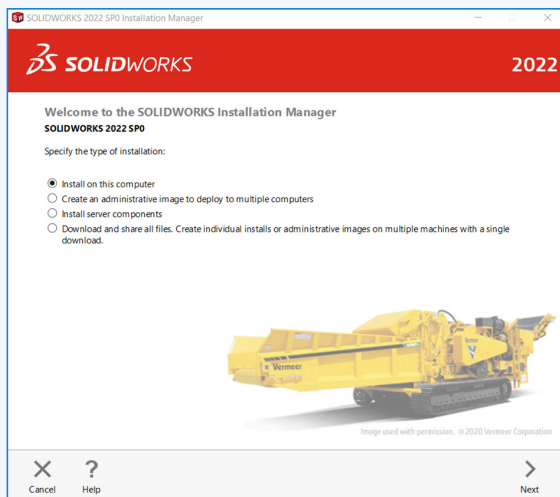 SOLIDWORKS 2022 SP0 Installation Manager
SOLIDWORKS
2022
Welcome to the SOLIDWORKS Installation Manager
SOLIDWORKS 2022 SP0
Specify the type of installation:
Install on this computer
Create an administrative image to deploy to multiple computers
Install server components
Download and share all files. Create individual installs or administrative images on multiple machines with a single
download.
Vermeer
Vermeer
Image used with permission. © 2020 Vermeer Corporation
Cancel
Help
Next